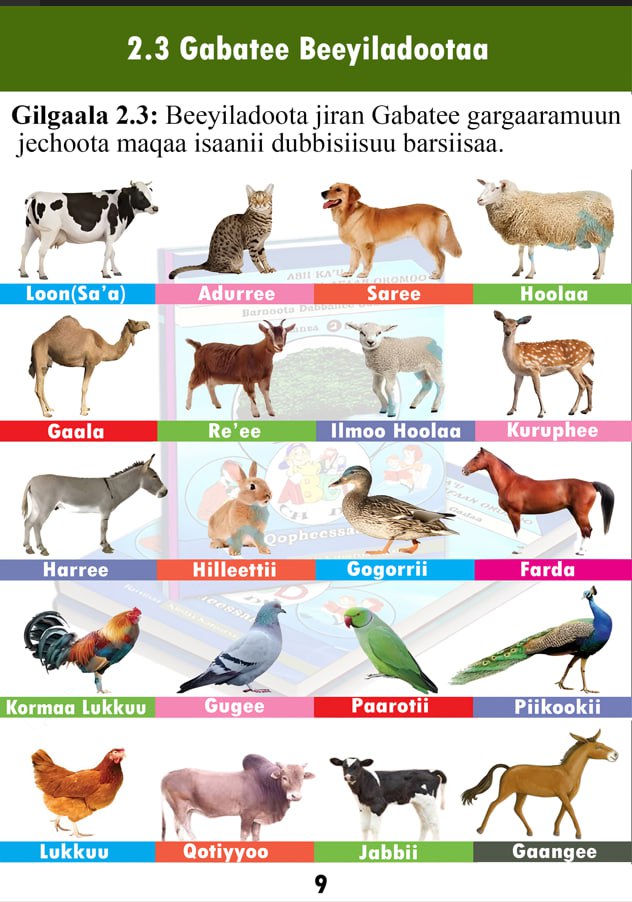 2.3 Gabatee Beeyiladootaa
Gilgaala 2.3: Beeyiladoota jiran Gabatee gargaaramuun
jechoota maqaa isaanii dubbisiisuu barsiisaa.
Loon(Sa'a) Adurree Saree Hoolaa
Gaala Re'ee Ilmoo Hoolaa Kuruphee
Harree Hilleettii Gogorrii Farda
Kormaa Lukkuu Gugee Paarotii Piikookii
Lukkuu Qotiyyoo Jabbii Gaangee
9